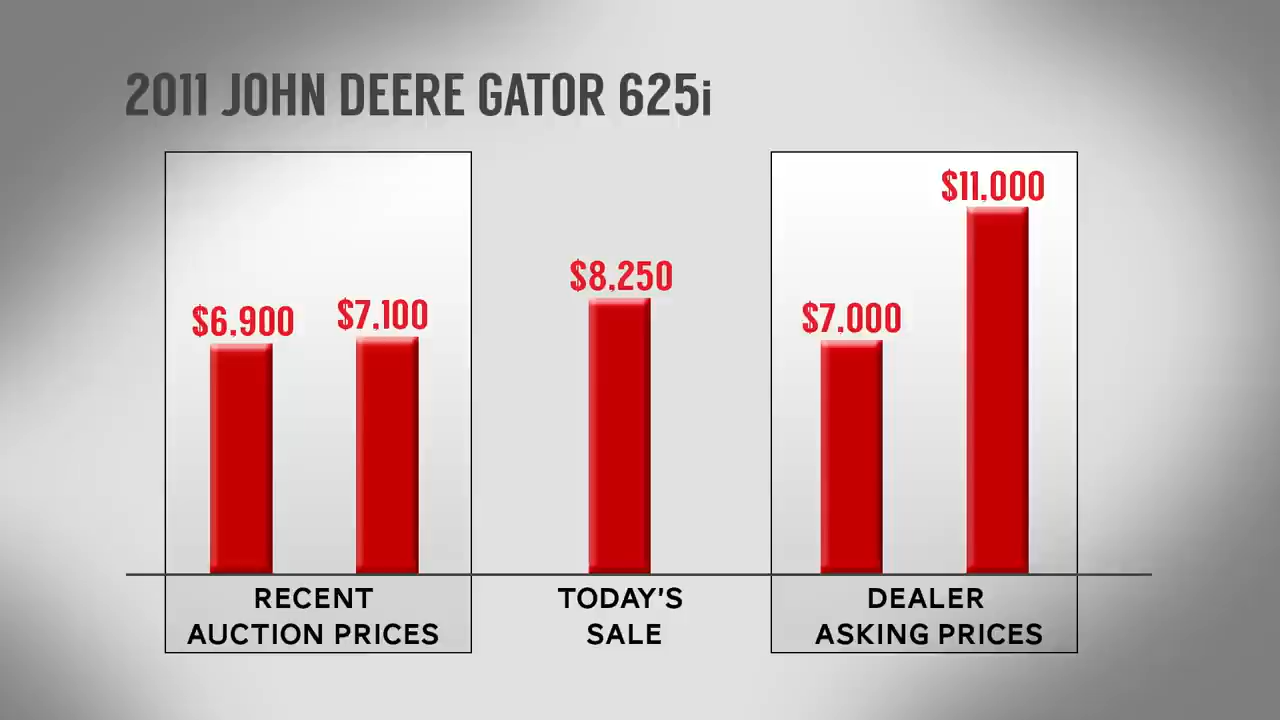 2011 JOHN DEERE GATOR 625i
$6,900
$7,100
$8,250
$7,000
$11,000
RECENT
AUCTION PRICES
TODAY'S
SALE
DEALER
ASKING PRICES